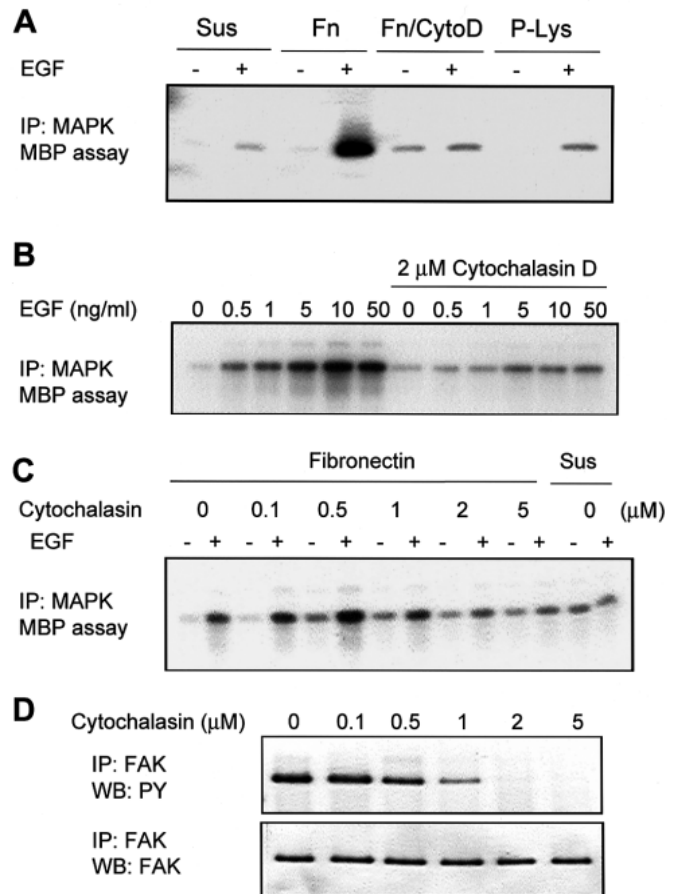 A
Sus Fn Fn/CytoD P-Lys
EGF - + - + - + - +
IP: MAPK
MBP assay
B
2 μM Cytochalasin D
EGF (ng/ml) 0 0.5 1 5 10 50 0 0.5 1 5 10 50
IP: MAPK
MBP assay
C
Fibronectin Sus
Cytochalasin 0 0.1 0.5 1 2 5 0 (μM)
EGF - + - + - + - + - + - + - +
IP: MAPK
MBP assay
D
Cytochalasin (μM) 0 0.1 0.5 1 2 5
IP: FAK
WB: PY
IP: FAK
WB: FAK